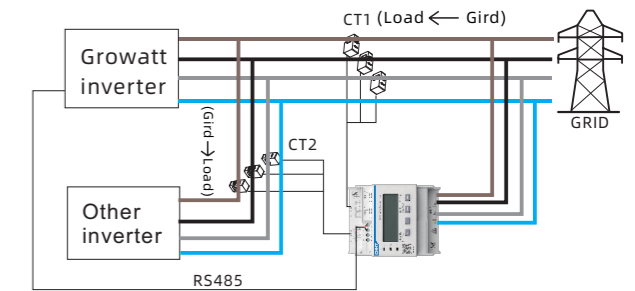 CT1 (Load ← Gird)
Growatt
inverter
GRID
(Gird→Load)
CT2
Other
inverter
RS485